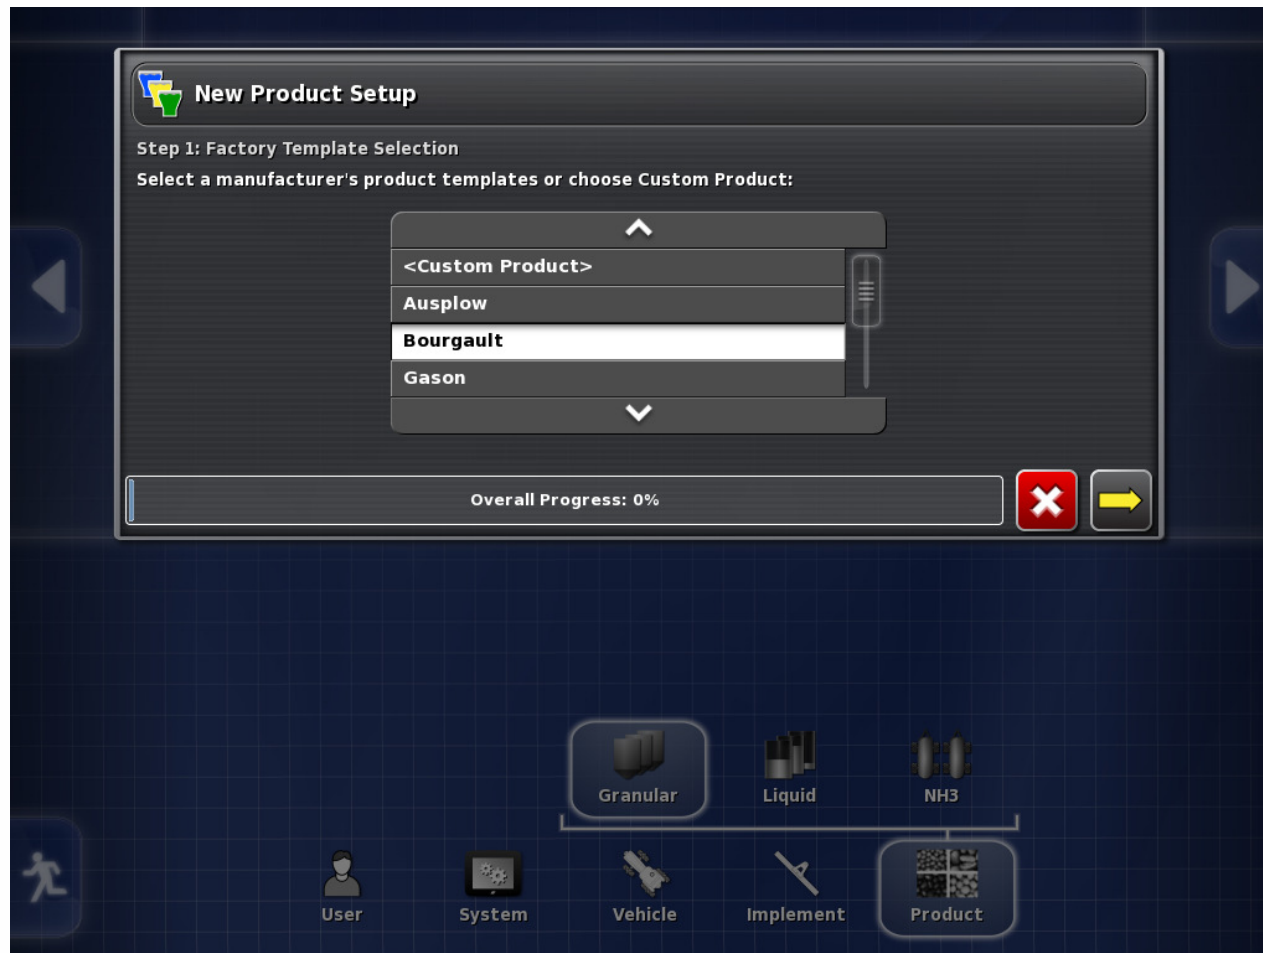 New Product Setup
Step 1: Factory Template Selection
Select a manufacturer's product templates or choose Custom Product:
<Custom Product>
Ausplow
Bourgault
Gason
Overall Progress: 0%
Granular
Liquid
NH3
User
System
Vehicle
Implement
Product